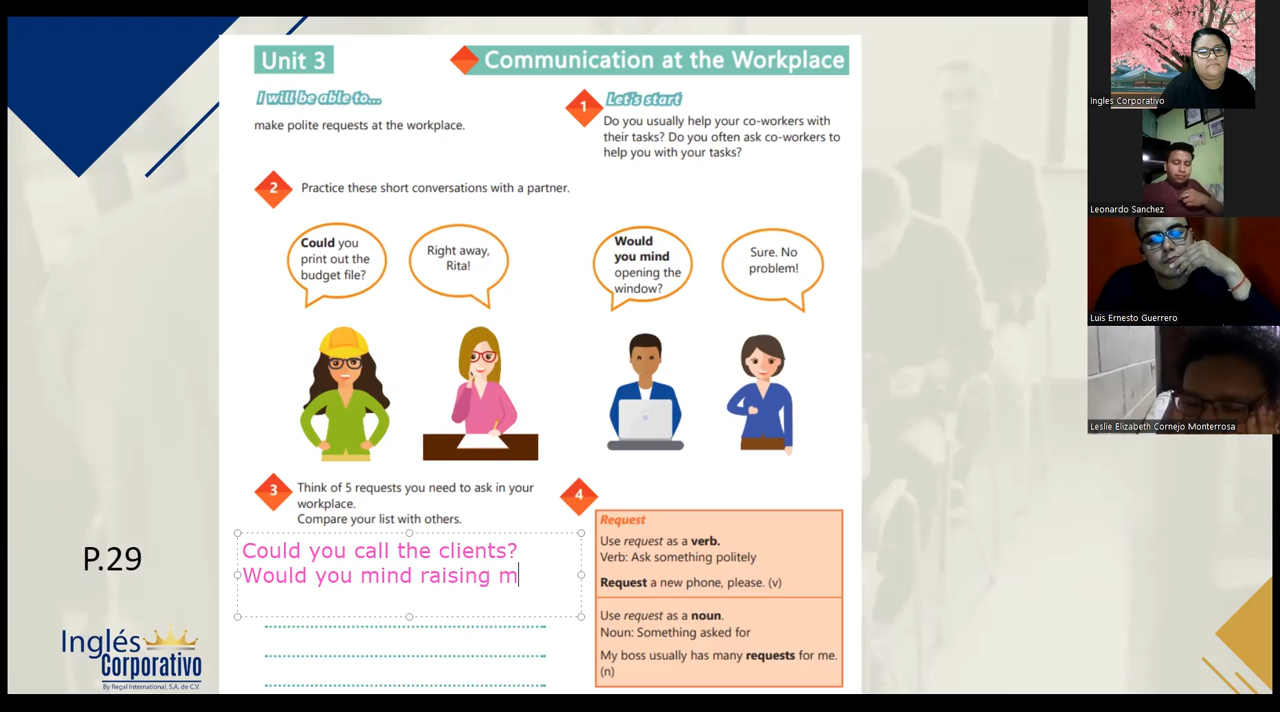 Unit 3
Communication at the Workplace
I will be able to...
make polite requests at the workplace.
1
Let's start
Do you usually help your co-workers with
their tasks? Do you often ask co-workers to
help you with your tasks?
2
Practice these short conversations with a partner.
Could you
print out the
budget file?
Right away,
Rita!
Would
you mind
opening the
window?
Sure. No
problem!
3
Think of 5 requests you need to ask in your
workplace.
Compare your list with others.
Could you call the clients?
Would you mind raising m
4
Request
Use request as a verb.
Verb: Ask something politely
Request a new phone, please. (v)
Use request as a noun.
Noun: Something asked for
My boss usually has many requests for me.
(n)
P.29
Inglés
Corporativo
By Regal International, S.A. de C.V.
Ingles Corporativo
Leonardo Sanchez
Luis Ernesto Guerrero
Leslie Elizabeth Cornejo Monterrosa